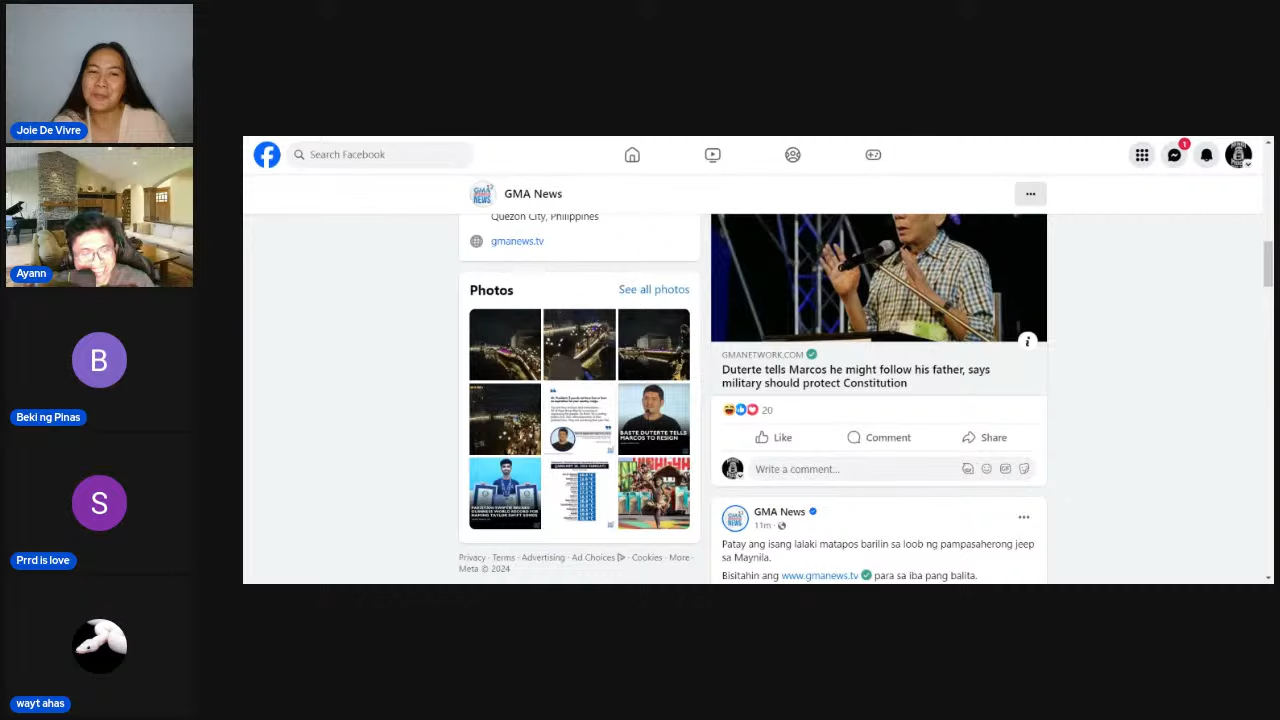 Joie De Vivre
Ayann
B
Beki ng Pinas
S
Prrd is love
wayt ahas
Search Facebook
1
GMA News
Quezon City, Philippines
gmanews.tv
Photos
See all photos
BASTE DUTERTE TELLS
MARCOS TO RESIGN
Privacy · Terms · Advertising · Ad Choices · Cookies · More ·
Meta © 2024
GMANETWORK.COM
Duterte tells Marcos he might follow his father, says
military should protect Constitution
20
Like
Comment
Share
Write a comment...
GMA News
11m ·
Patay ang isang lalaki matapos barilin sa loob ng pampasaherong jeep
sa Maynila.
Bisitahin ang www.gmanews.tv para sa iba pang balita.